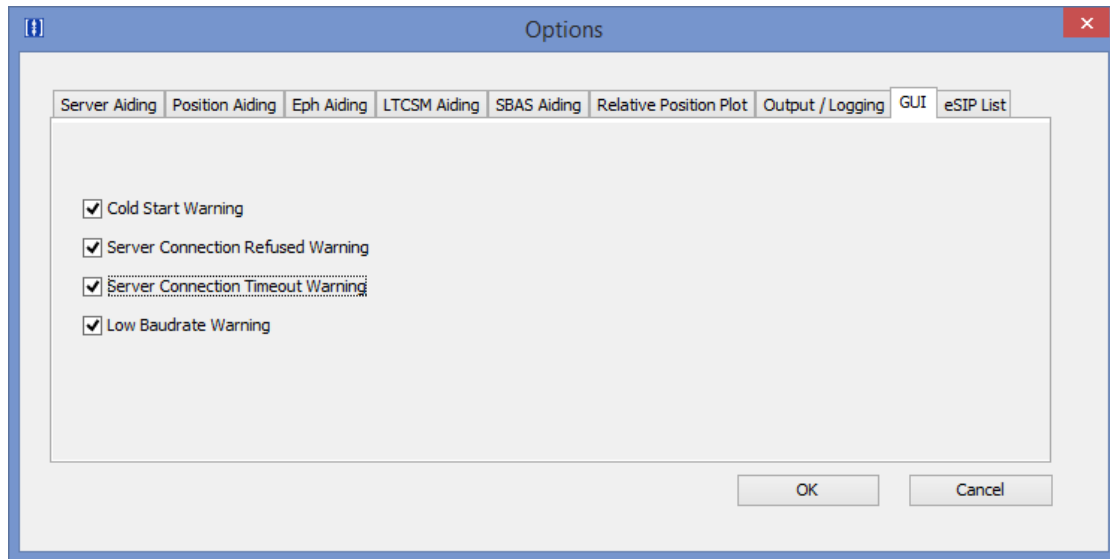 Options
Server Aiding Position Aiding Eph Aiding LTCSM Aiding SBAS Aiding Relative Position Plot Output / Logging GUI eSIP List
Cold Start Warning
Server Connection Refused Warning
Server Connection Timeout Warning
Low Baudrate Warning
OK Cancel